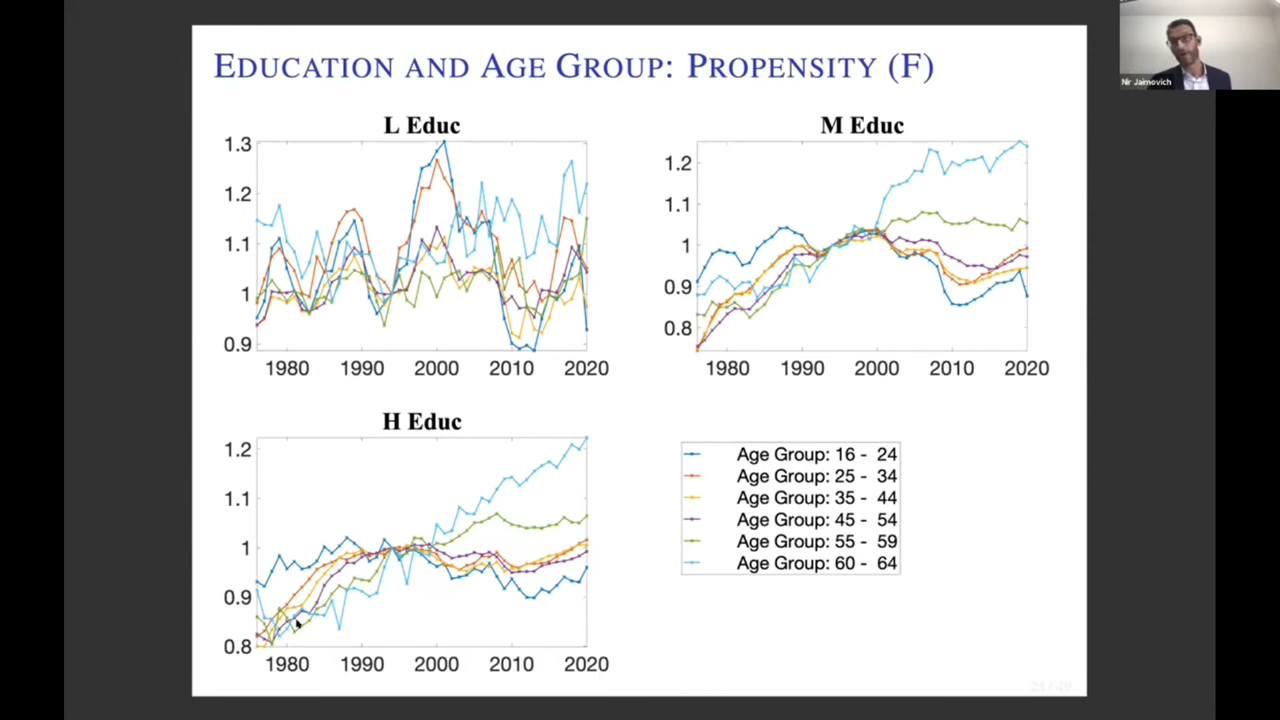 EDUCATION AND AGE GROUP: PROPENSITY (F)
Nir Jaimovich
L Educ
1.3
1.2
1.1
1
0.9
1980 1990 2000 2010 2020
M Educ
1.2
1.1
1
0.9
0.8
1980 1990 2000 2010 2020
H Educ
1.2
1.1
1
0.9
0.8
1980 1990 2000 2010 2020
Age Group: 16 - 24
Age Group: 25 - 34
Age Group: 35 - 44
Age Group: 45 - 54
Age Group: 55 - 59
Age Group: 60 - 64